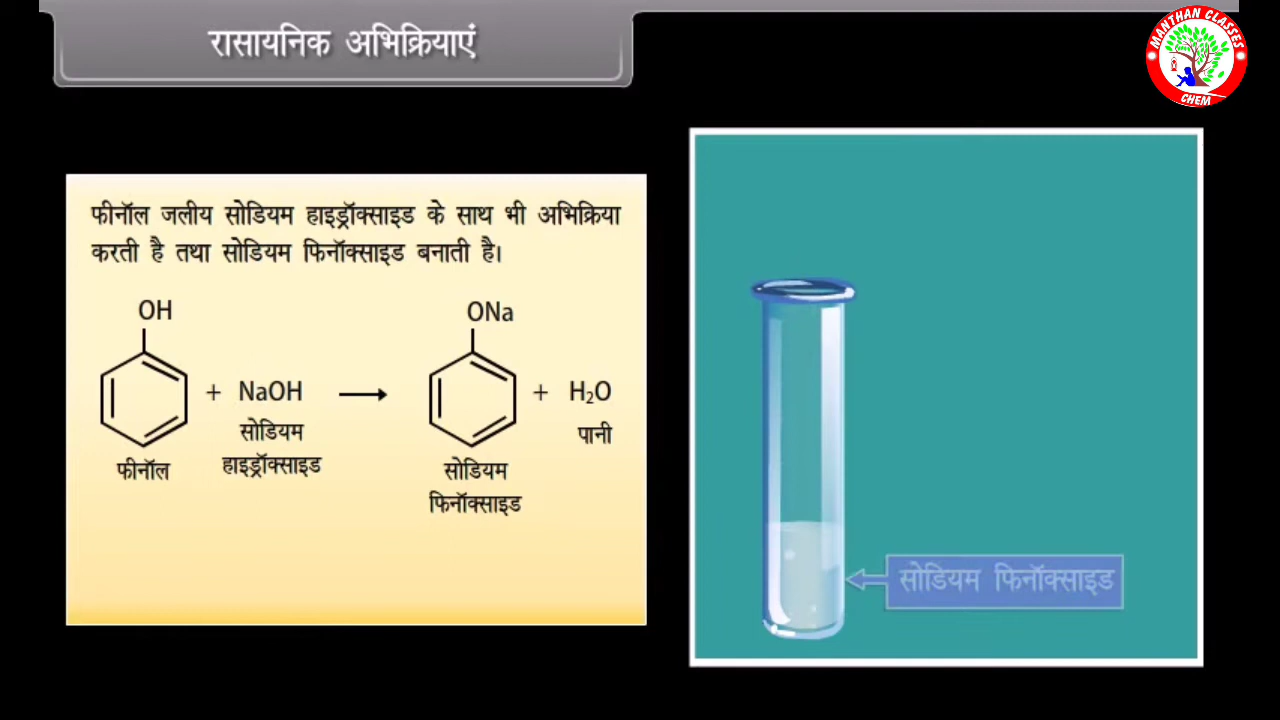 रासायनिक अभिक्रियाएं
MANTHAN CLASSES
CHEM
फीनॉल जलीय सोडियम हाइड्रॉक्साइड के साथ भी अभिक्रिया
करती है तथा सोडियम फिनॉक्साइड बनाती है।
OH
ONa
+ NaOH ⟶ + H₂O
सोडियम
हाइड्रॉक्साइड
पानी
फीनॉल
सोडियम
फिनॉक्साइड
सोडियम फिनॉक्साइड